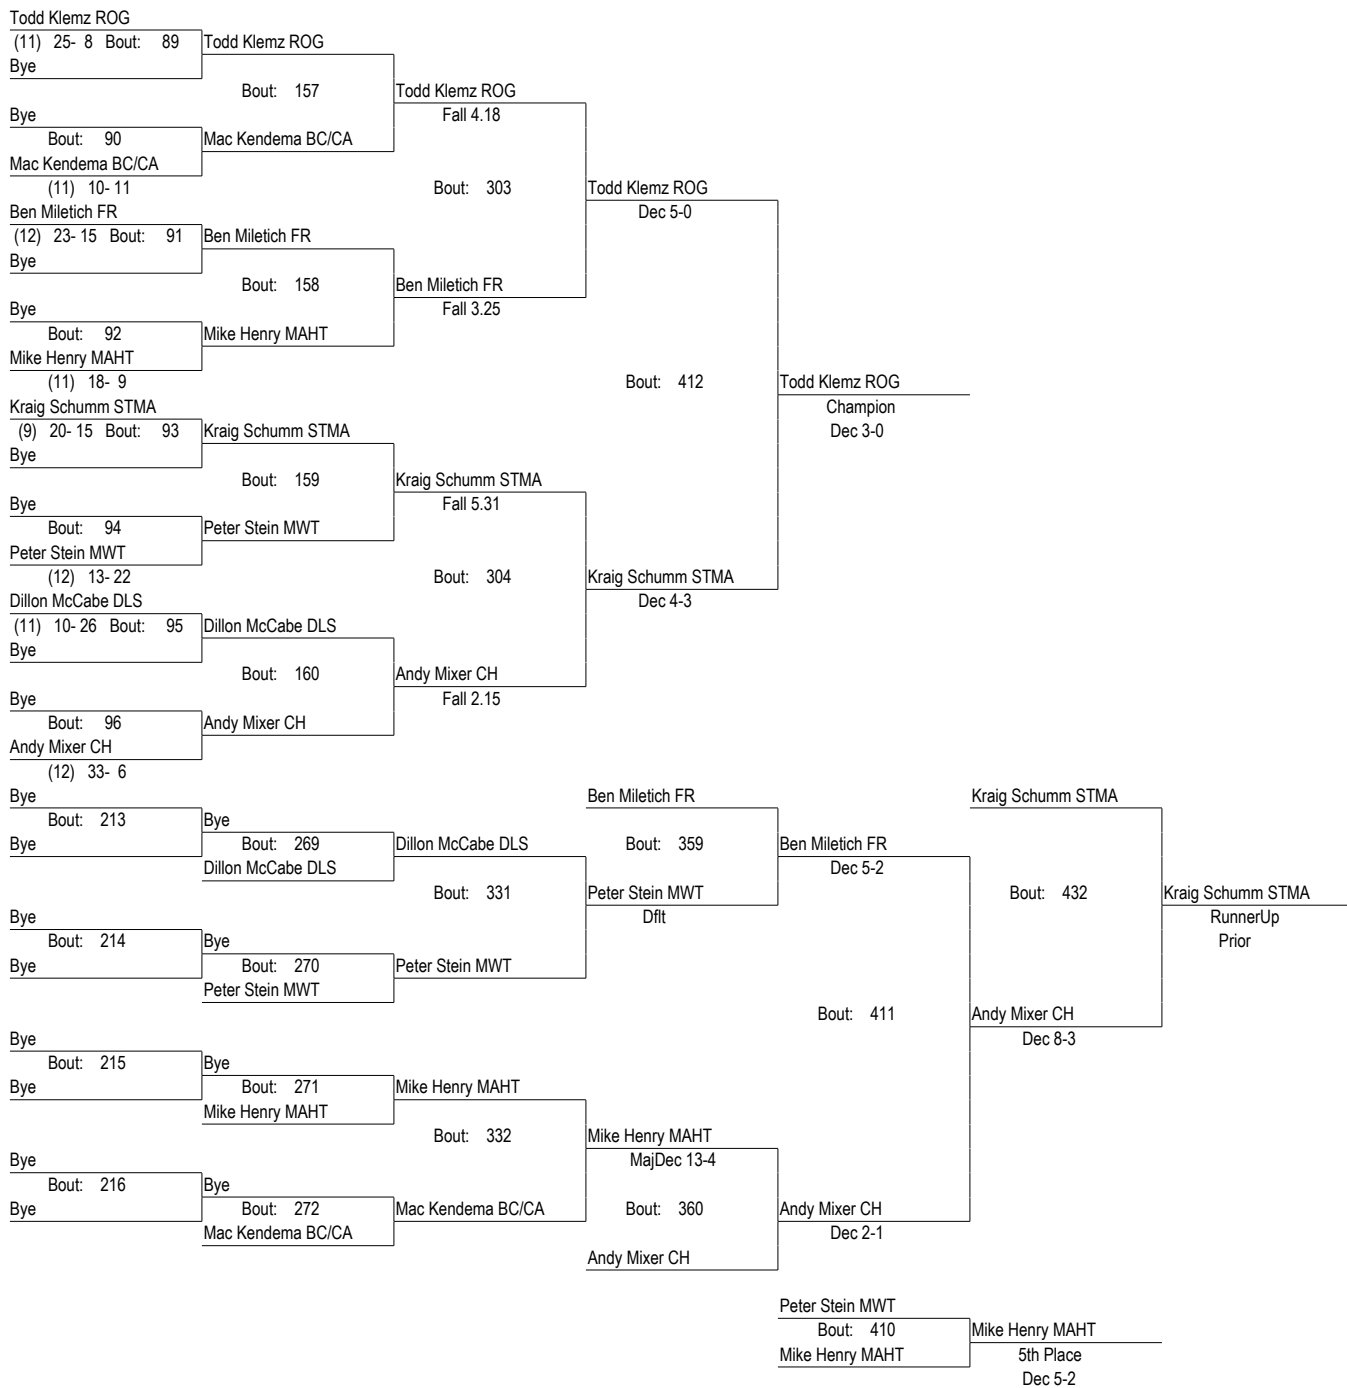 Todd Klemz ROG
(11) 25- 8 Bout: 89 Todd Klemz ROG
Bye
Bout: 157 Todd Klemz ROG
Bye Fall 4.18
Bout: 90 Mac Kendema BC/CA
Mac Kendema BC/CA
(11) 10- 11 Bout: 303 Todd Klemz ROG
Ben Miletich FR Dec 5-0
(12) 23- 15 Bout: 91 Ben Miletich FR
Bye
Bout: 158 Ben Miletich FR
Bye Fall 3.25
Bout: 92 Mike Henry MAHT
Mike Henry MAHT
(11) 18- 9 Bout: 412 Todd Klemz ROG
Kraig Schumm STMA Champion
(9) 20- 15 Bout: 93 Kraig Schumm STMA Dec 3-0
Bye
Bout: 159 Kraig Schumm STMA
Bye Fall 5.31
Bout: 94 Peter Stein MWT
Peter Stein MWT
(12) 13- 22 Bout: 304 Kraig Schumm STMA
Dillon McCabe DLS Dec 4-3
(11) 10- 26 Bout: 95 Dillon McCabe DLS
Bye
Bout: 160 Andy Mixer CH
Bye Fall 2.15
Bout: 96 Andy Mixer CH
Andy Mixer CH
(12) 33- 6
Bye Ben Miletich FR Kraig Schumm STMA
Bout: 213 Bye
Bye Bout: 269 Dillon McCabe DLS Bout: 359 Ben Miletich FR
Dillon McCabe DLS Dec 5-2
Bout: 331 Peter Stein MWT Bout: 432 Kraig Schumm STMA
Bye Dflt RunnerUp
Bout: 214 Bye Prior
Bye Bout: 270 Peter Stein MWT
Peter Stein MWT
Bout: 411 Andy Mixer CH
Bye Dec 8-3
Bout: 215 Bye
Bye Bout: 271 Mike Henry MAHT
Mike Henry MAHT
Bout: 332 Mike Henry MAHT
Bye MajDec 13-4
Bout: 216 Bye
Bye Bout: 272 Mac Kendema BC/CA Bout: 360 Andy Mixer CH
Mac Kendema BC/CA Dec 2-1
Andy Mixer CH
Peter Stein MWT
Bout: 410 Mike Henry MAHT
Mike Henry MAHT 5th Place
Dec 5-2